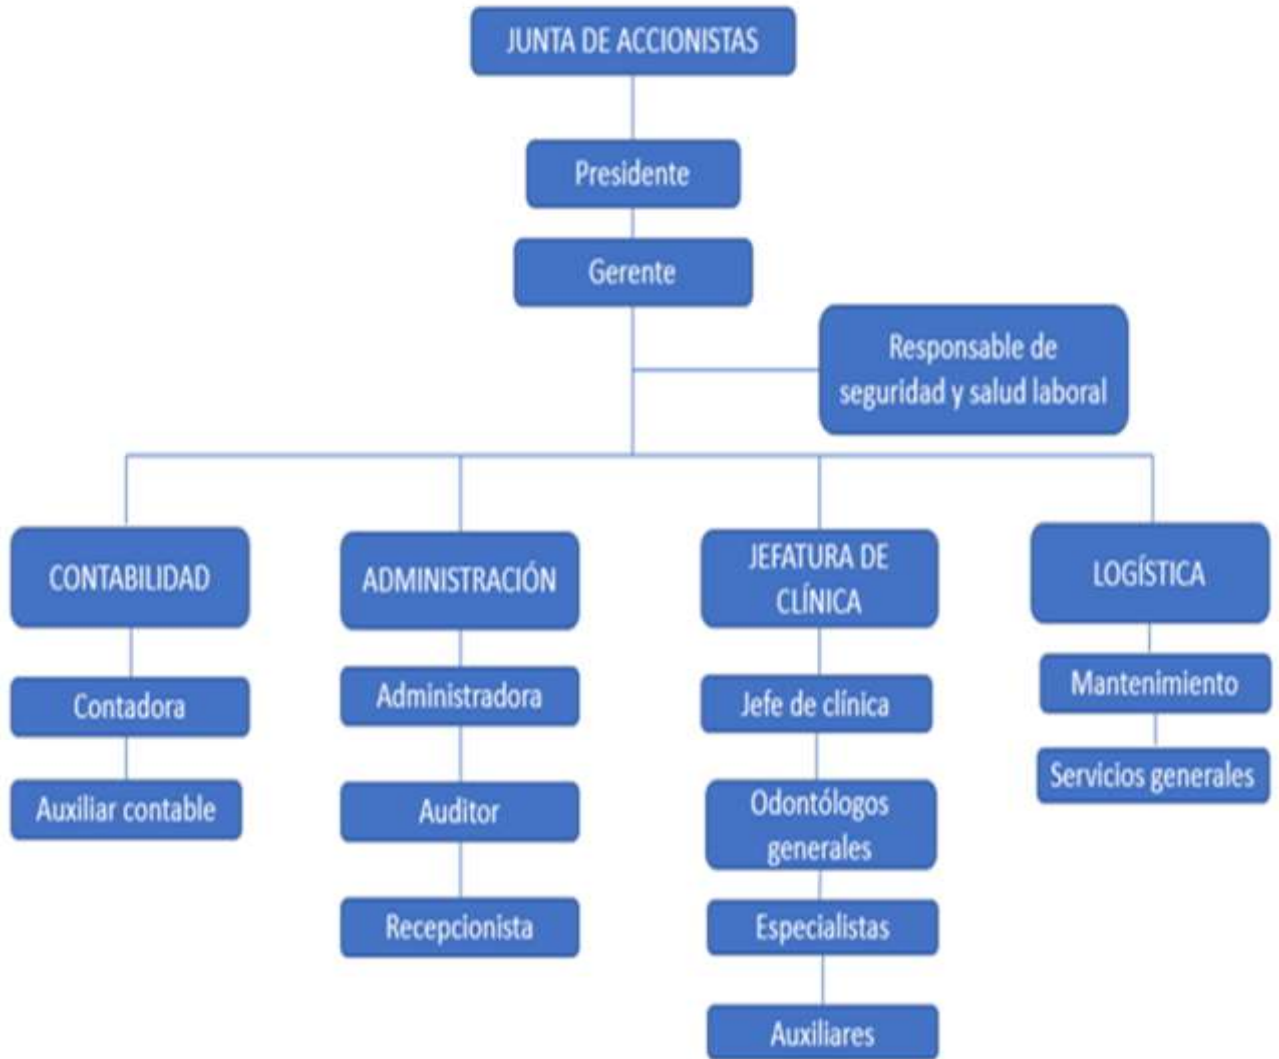 JUNTA DE ACCIONISTAS
Presidente
Gerente
Responsable de
seguridad y salud laboral
CONTABILIDAD
Contadora
Auxiliar contable
ADMINISTRACIÓN
Administradora
Auditor
Recepcionista
JEFATURA DE
CLÍNICA
Jefe de clínica
Odontólogos
generales
Especialistas
Auxiliares
LOGÍSTICA
Mantenimiento
Servicios generales